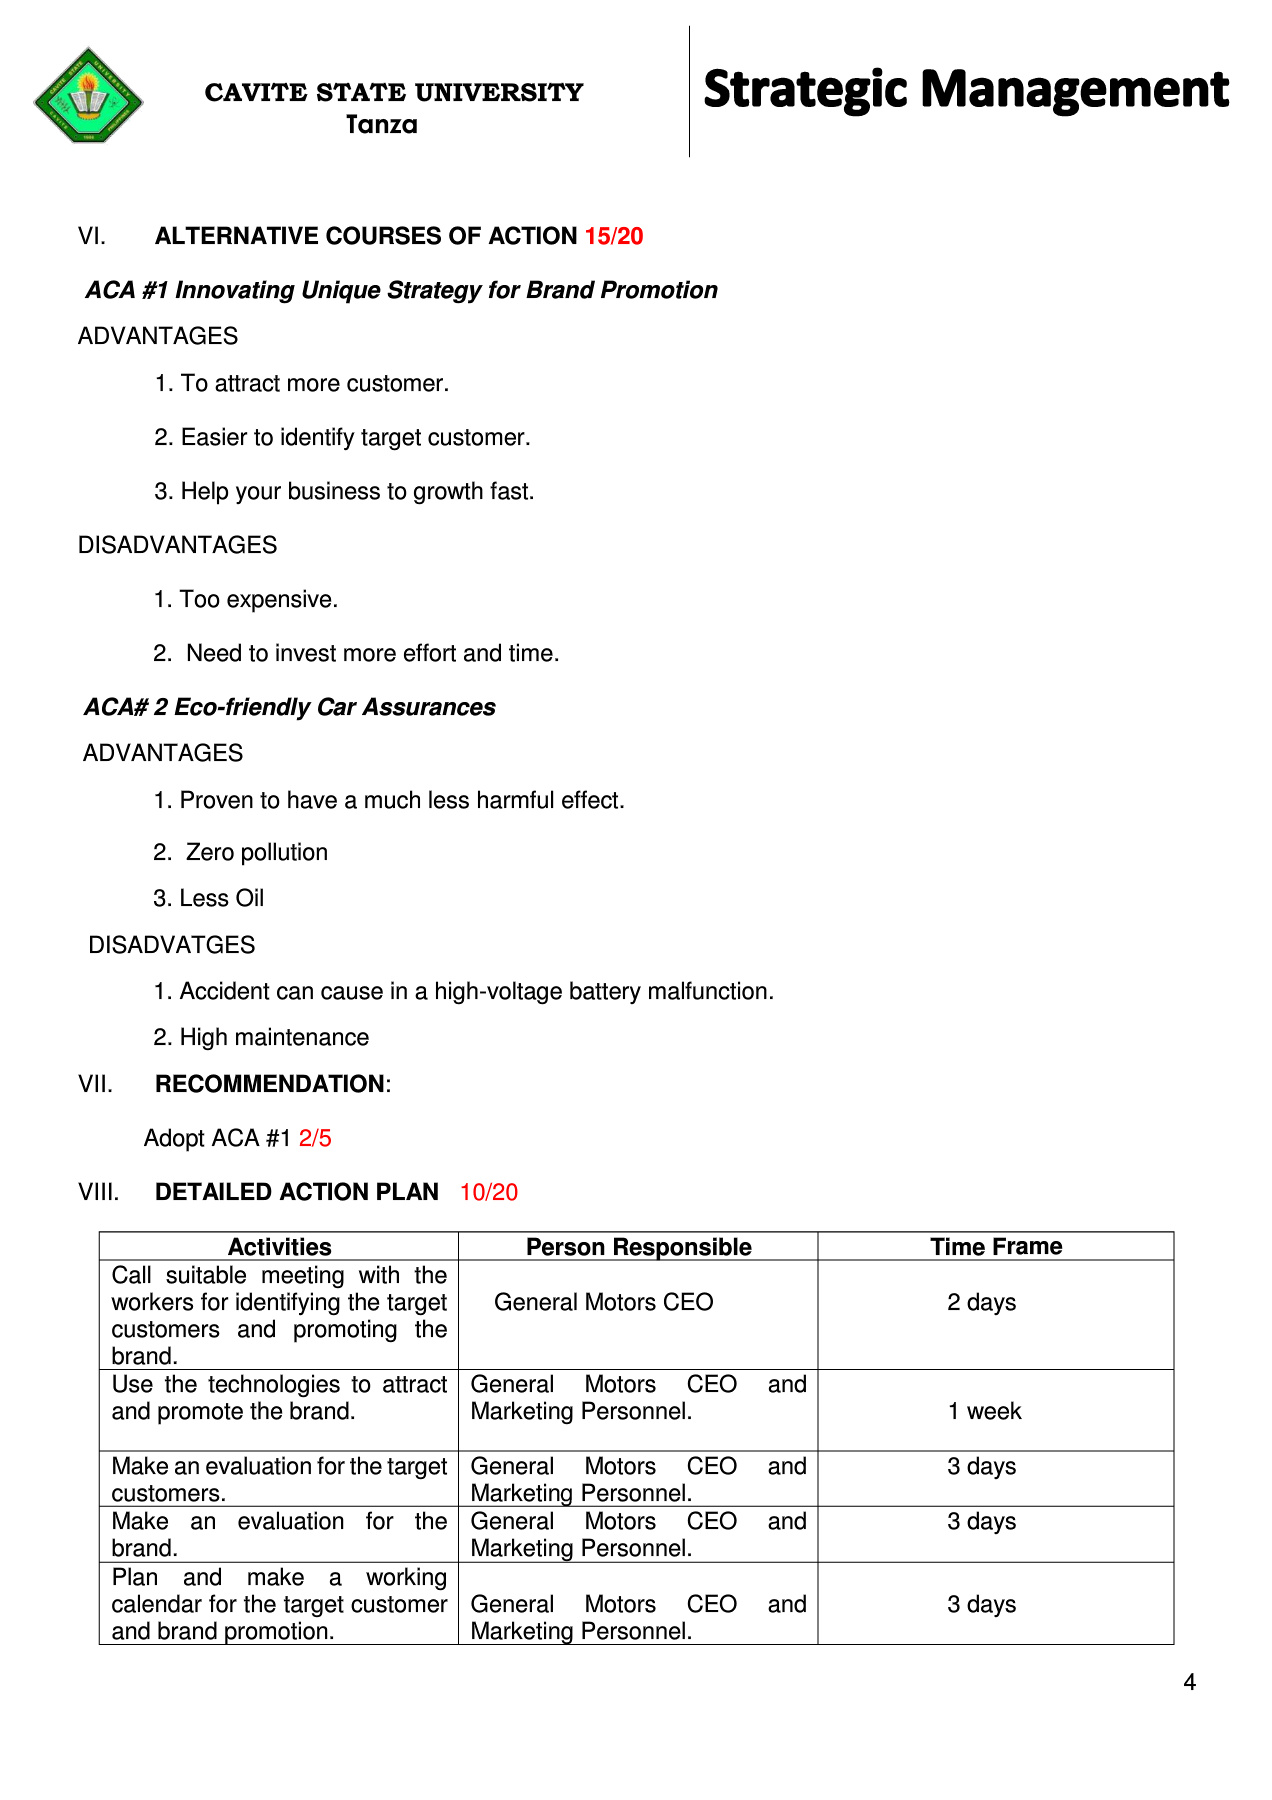 CAVITE STATE UNIVERSITY
Tanza
Strategic Management
VI. ALTERNATIVE COURSES OF ACTION 15/20
ACA #1 Innovating Unique Strategy for Brand Promotion
ADVANTAGES
1. To attract more customer.
2. Easier to identify target customer.
3. Help your business to growth fast.
DISADVANTAGES
1. Too expensive.
2. Need to invest more effort and time.
ACA# 2 Eco-friendly Car Assurances
ADVANTAGES
1. Proven to have a much less harmful effect.
2. Zero pollution
3. Less Oil
DISADVATGES
1. Accident can cause in a high-voltage battery malfunction.
2. High maintenance
VII. RECOMMENDATION:
Adopt ACA #1 2/5
VIII. DETAILED ACTION PLAN 10/20
Activities Person Responsible Time Frame
Call suitable meeting with the
workers for identifying the target
customers and promoting the
brand.
General Motors CEO
2 days
Use the technologies to attract
and promote the brand.
General Motors CEO and
Marketing Personnel.
1 week
Make an evaluation for the target
customers.
General Motors CEO and
Marketing Personnel.
3 days
Make an evaluation for the
brand.
General Motors CEO and
Marketing Personnel.
3 days
Plan and make a working
calendar for the target customer
and brand promotion.
General Motors CEO and
Marketing Personnel.
3 days
4